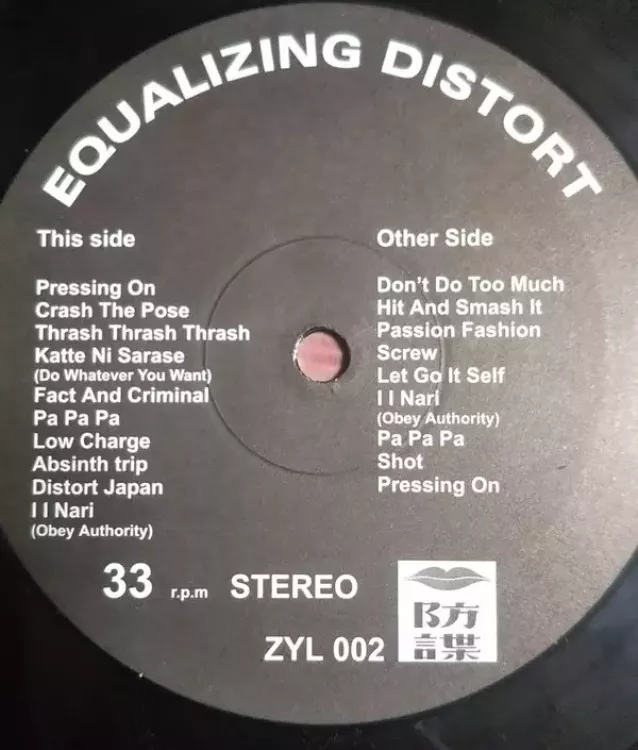 EQUALIZING DISTORT
This side
Pressing On
Crash The Pose
Thrash Thrash Thrash
Katte Ni Sarase
(Do Whatever You Want)
Fact And Criminal
Pa Pa Pa
Low Charge
Absinth trip
Distort Japan
I I Nari
(Obey Authority)
Other Side
Don't Do Too Much
Hit And Smash It
Passion Fashion
Screw
Let Go It Self
I I Nari
(Obey Authority)
Pa Pa Pa
Shot
Pressing On
33 r.p.m STEREO
ZYL 002
防
諜